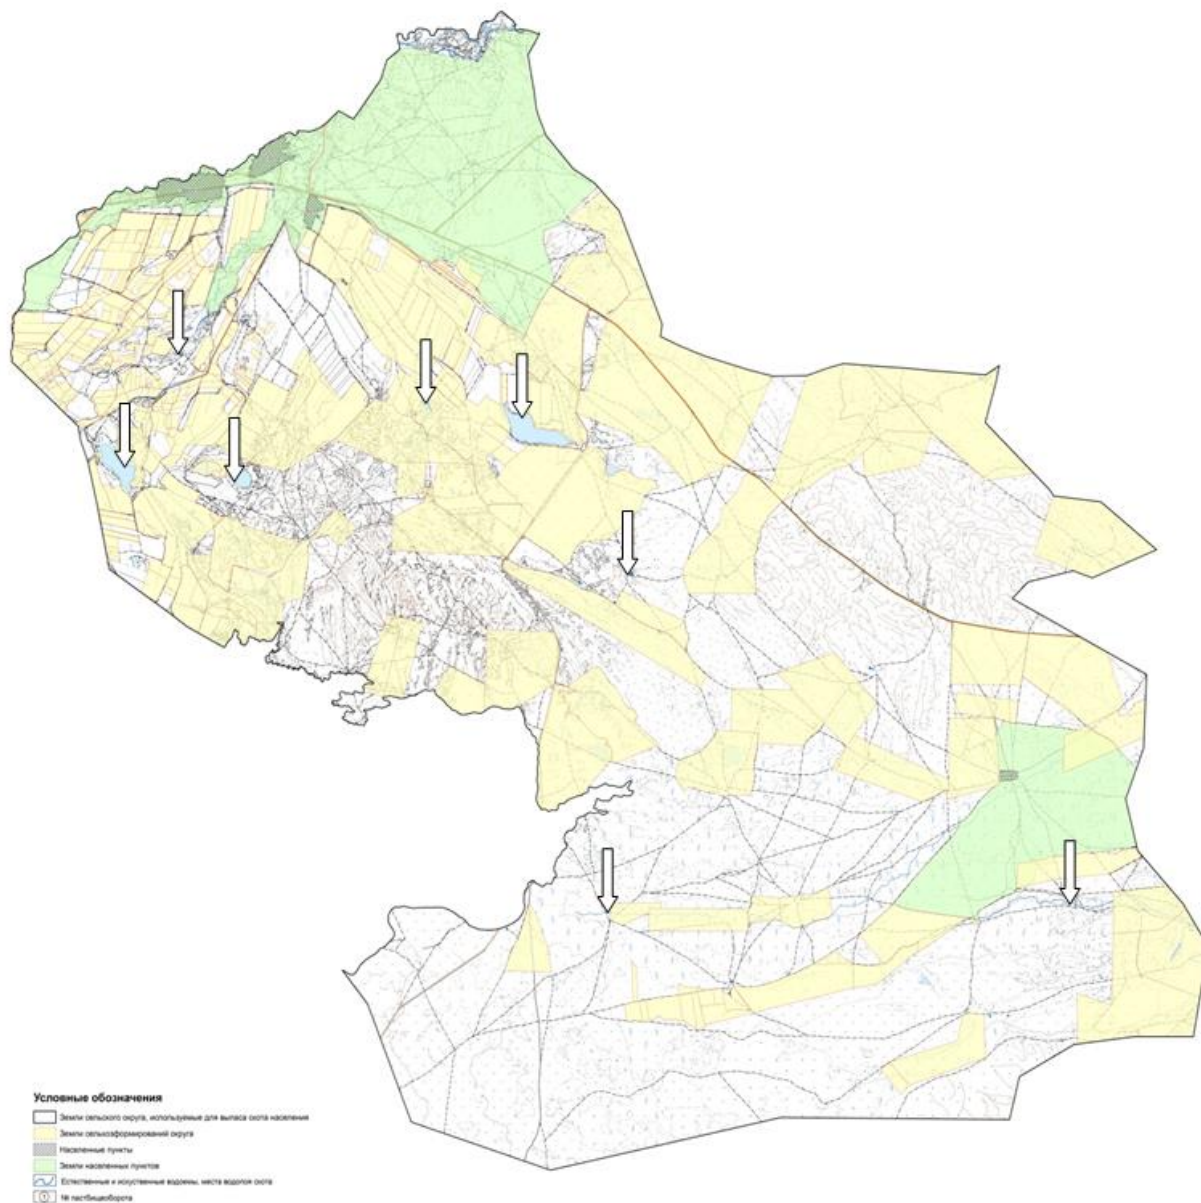 Условные обозначения
Земли сельского округа, используемые для выпаса скота населения
Земли сельхозформирований округа
Населенные пункты
Земли населенных пунктов
Естественные и искуственные водоемы, места водопоя скота
№ пастбищеоборота